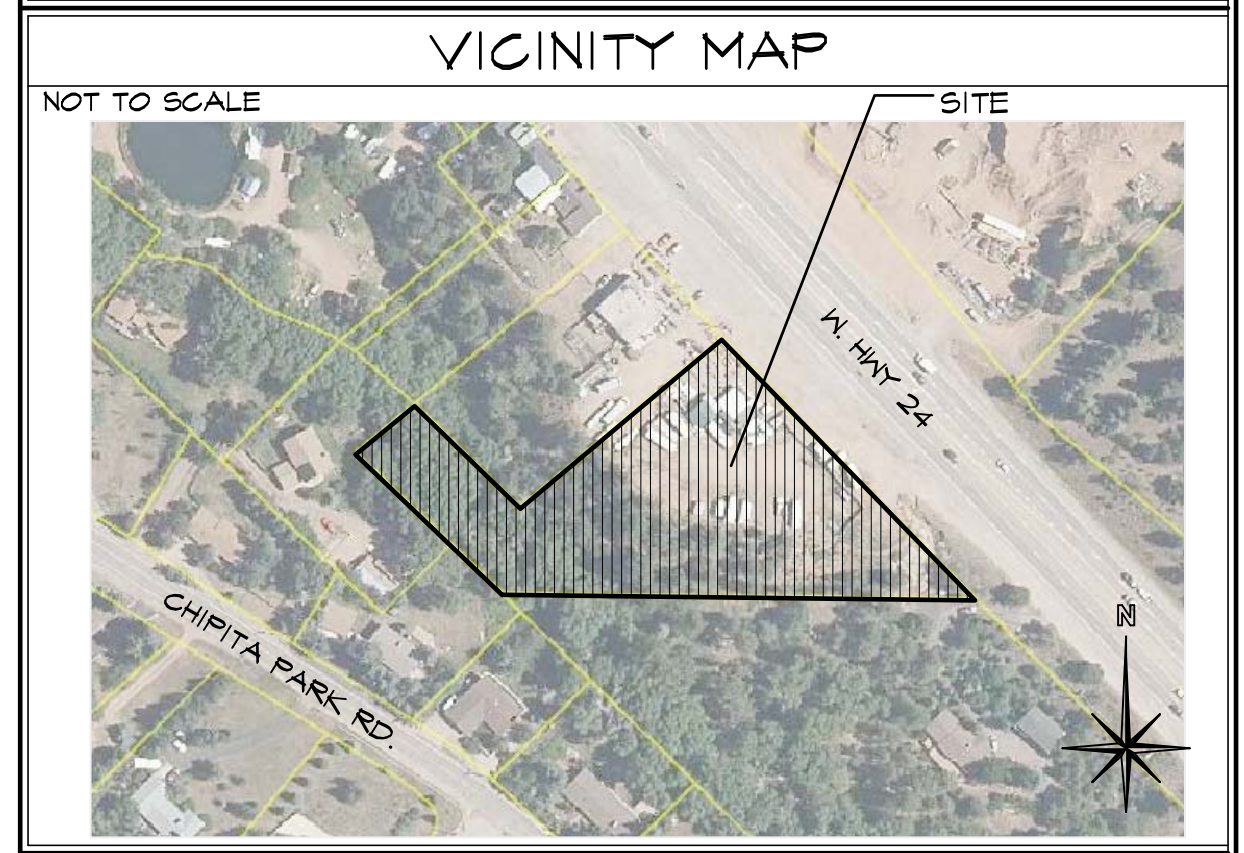 VICINITY MAP
NOT TO SCALE
SITE
W. HWY 24
N
CHIPITA PARK RD.